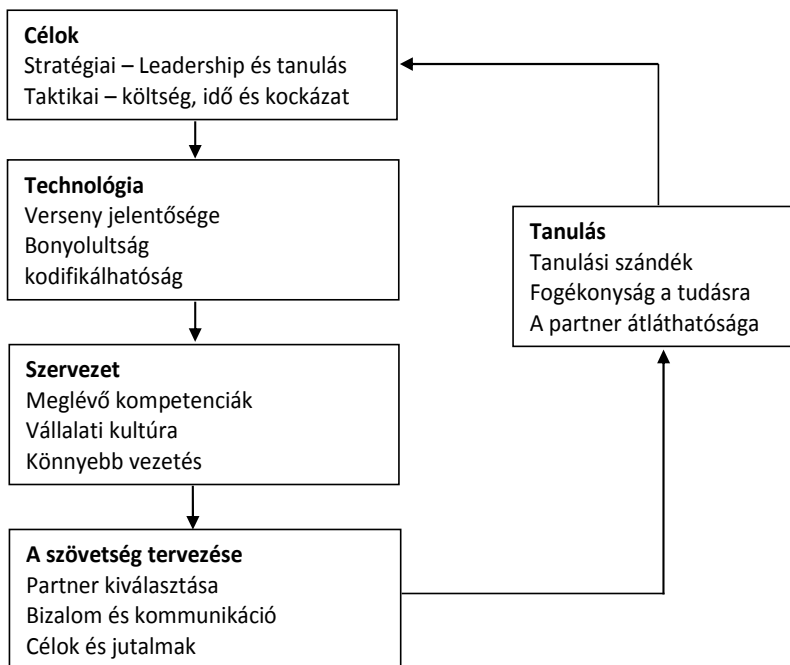 Célok
Stratégiai – Leadership és tanulás
Taktikai – költség, idő és kockázat
Technológia
Verseny jelentősége
Bonyolultság
kodifikálhatóság
Szervezet
Meglévő kompetenciák
Vállalati kultúra
Könnyebb vezetés
A szövetség tervezése
Partner kiválasztása
Bizalom és kommunikáció
Célok és jutalmak
Tanulás
Tanulási szándék
Fogékonyság a tudásra
A partner átláthatósága